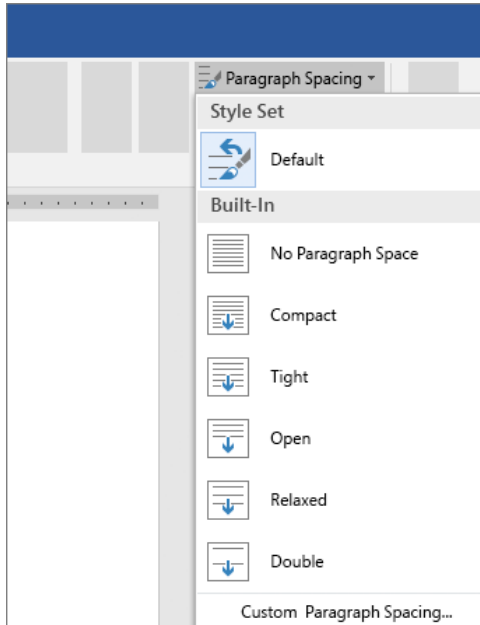 Paragraph Spacing
Style Set
Default
Built-In
No Paragraph Space
Compact
Tight
Open
Relaxed
Double
Custom Paragraph Spacing...